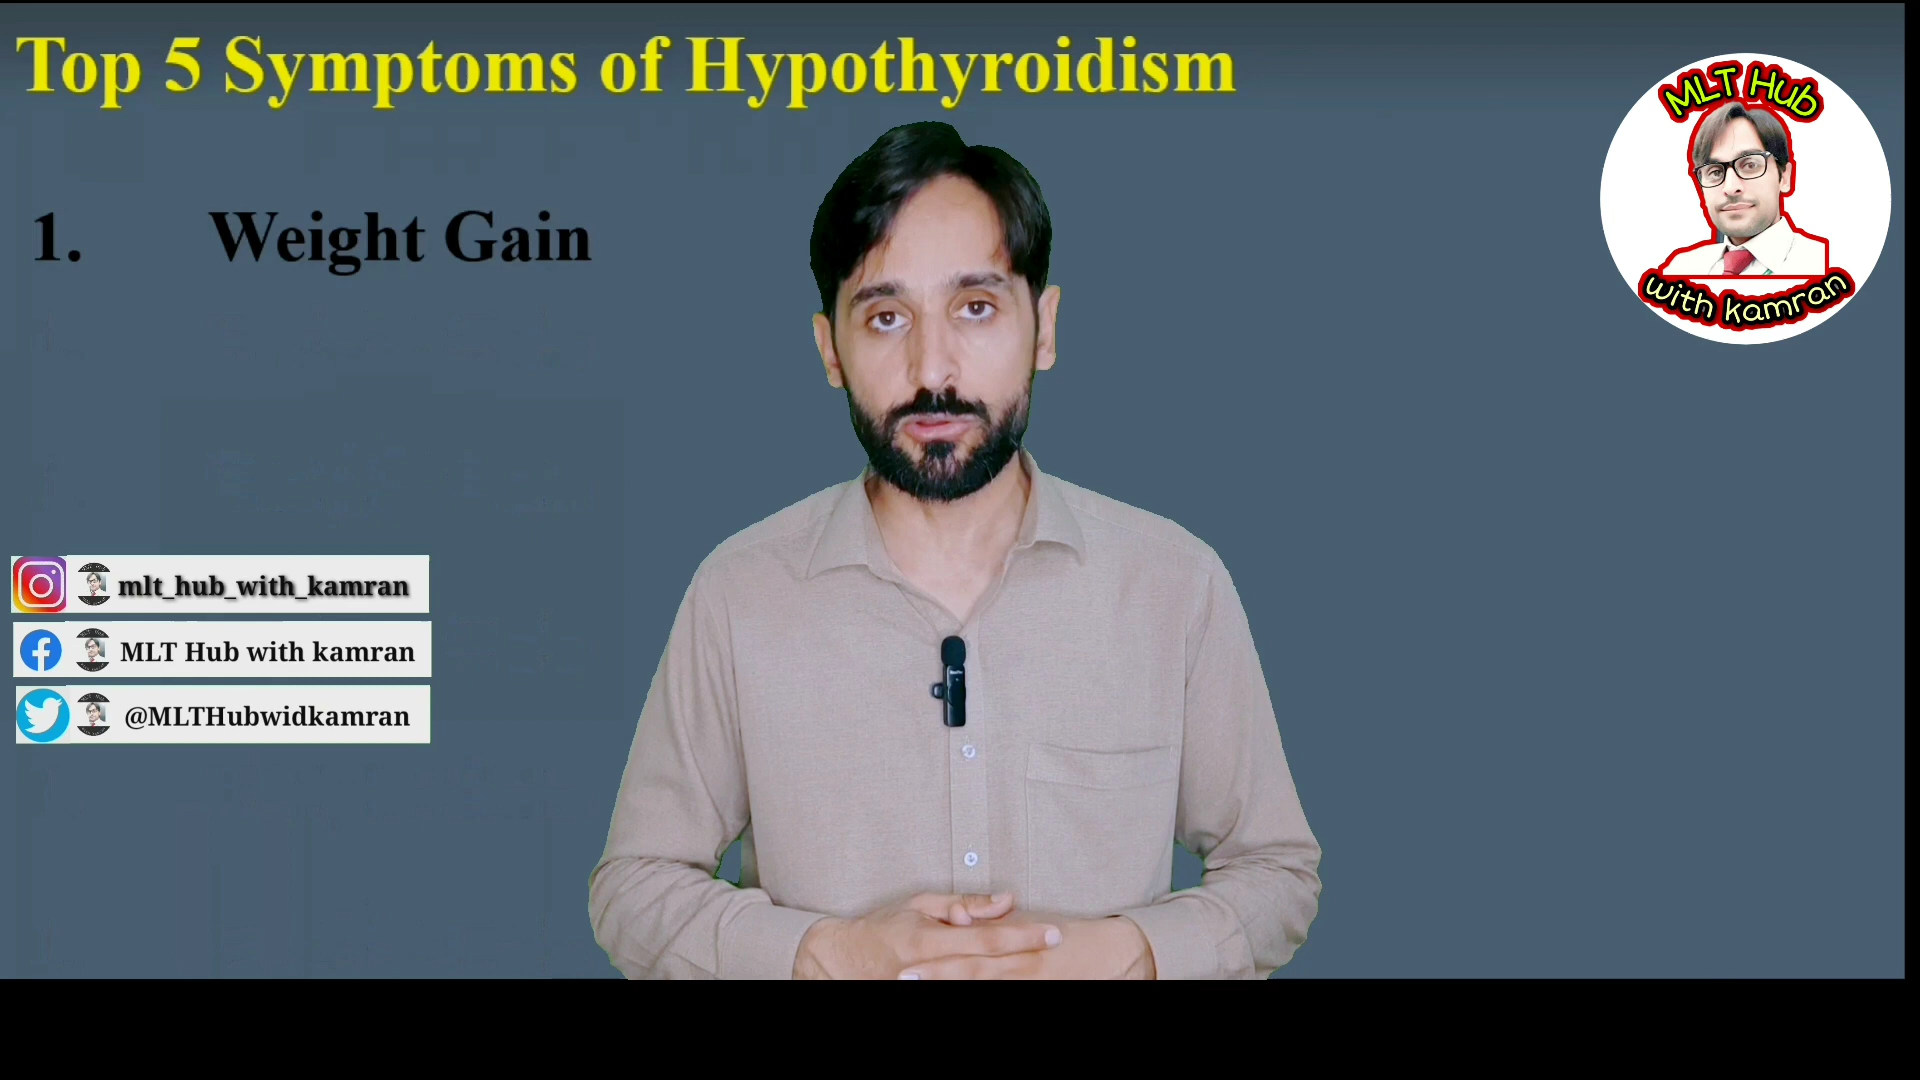 Top 5 Symptoms of Hypothyroidism
MLT Hub
with kamran
1. Weight Gain
mlt_hub_with_kamran
MLT Hub with kamran
@MLTHubwidkamran